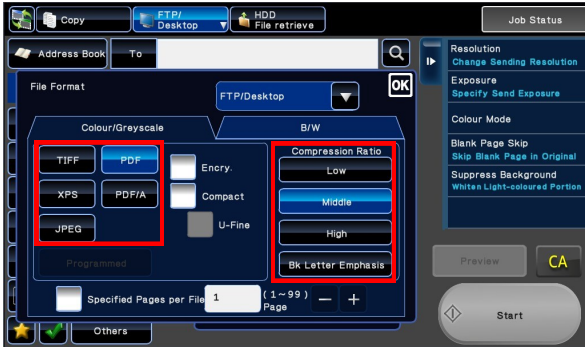 Copy
FTP/
Desktop
HDD
File retrieve
Job Status
Address Book
To
Resolution
Change Sending Resolution
Exposure
Specify Send Exposure
Colour Mode
Blank Page Skip
Skip Blank Page in Original
Suppress Background
Whiten Light-coloured Portion
File Format
FTP/Desktop
OK
Colour/Greyscale
B/W
TIFF
PDF
XPS
PDF/A
JPEG
Programmed
Encry.
Compact
U-Fine
Compression Ratio
Low
Middle
High
Bk Letter Emphasis
Specified Pages per File
1
(1~99)
Page
Others
Preview
CA
Start